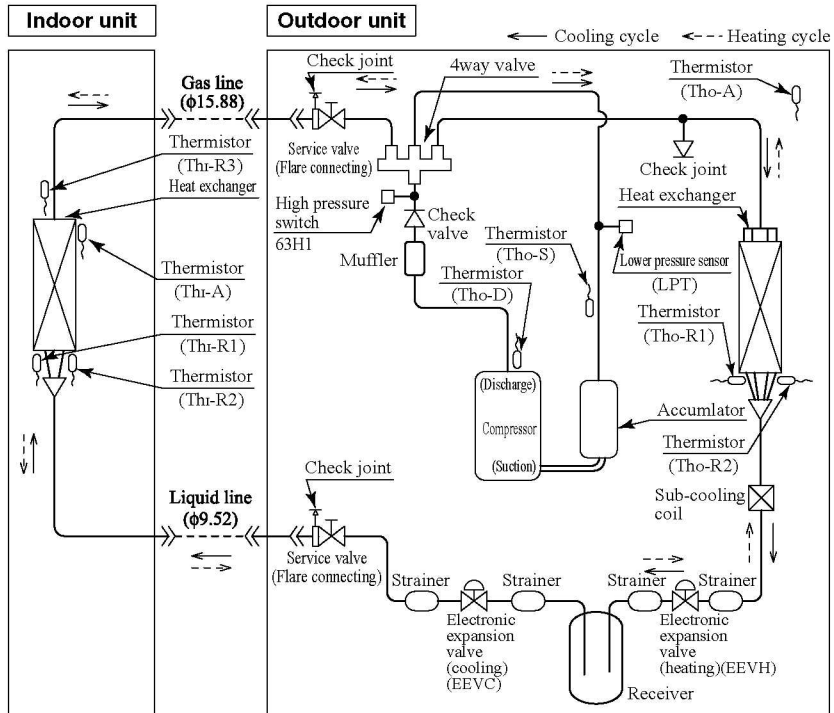 Indoor unit
Outdoor unit
Cooling cycle
Heating cycle
Check joint
4way valve
Thermistor
(Tho-A)
Gas line
(ϕ15.88)
Service valve
(Flare connecting)
Check joint
Thermistor
(ThI-R3)
Heat exchanger
High pressure
switch
63H1
Check
valve
Muffler
Thermistor
(Tho-S)
Heat exchanger
Lower pressure sensor
(LPT)
Thermistor
(ThI-A)
Thermistor
(Tho-D)
Thermistor
(Tho-R1)
Thermistor
(ThI-R1)
Thermistor
(ThI-R2)
(Discharge)
Compressor
(Suction)
Accumlator
Thermistor
(Tho-R2)
Check joint
Sub-cooling
coil
Liquid line
(ϕ9.52)
Service valve
(Flare connecting)
Strainer
Strainer
Strainer
Strainer
Electronic
expansion
valve
(cooling)
(EEVC)
Electronic
expansion
valve
(heating)(EEVH)
Receiver